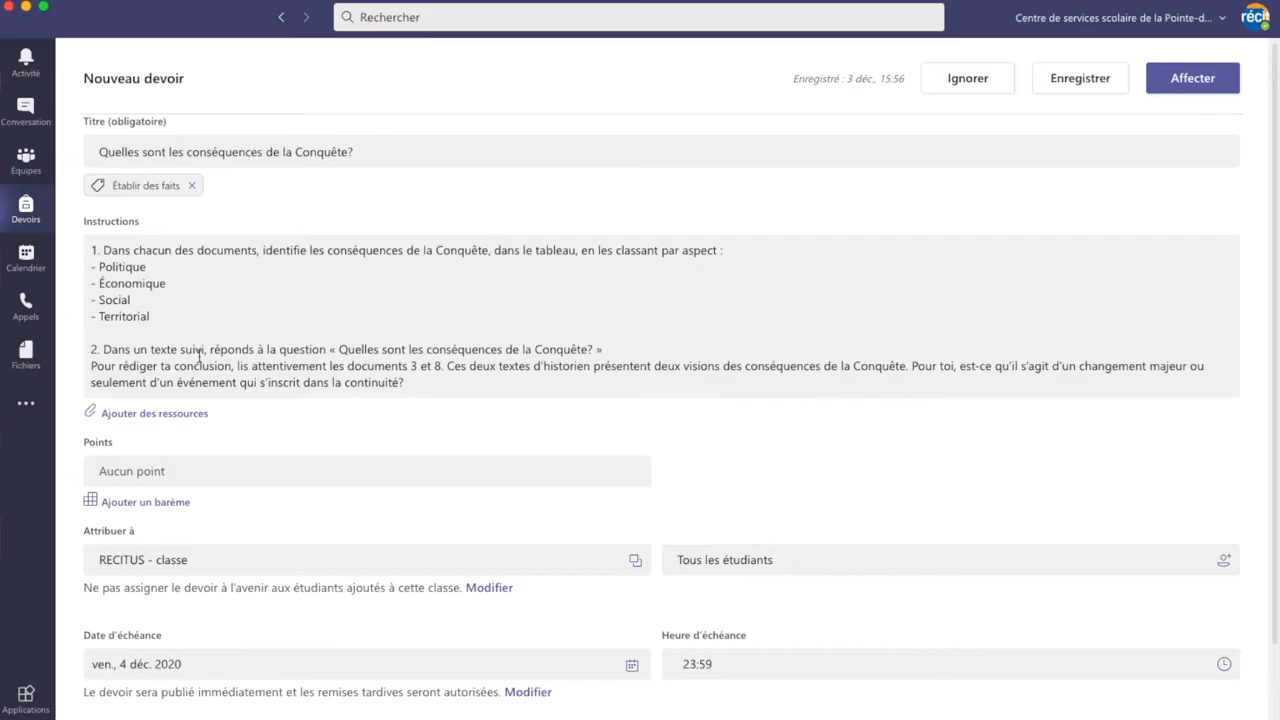 Rechercher
Centre de services scolaire de la Pointe-d...
récit
Activité
Conversation
Équipes
Devoirs
Calendrier
Appels
Fichiers
Applications
Nouveau devoir
Enregistré : 3 déc., 15:56
Ignorer
Enregistrer
Affecter
Titre (obligatoire)
Quelles sont les conséquences de la Conquête?
Établir des faits
Instructions
1. Dans chacun des documents, identifie les conséquences de la Conquête, dans le tableau, en les classant par aspect :
- Politique
- Économique
- Social
- Territorial
2. Dans un texte suivi, réponds à la question « Quelles sont les conséquences de la Conquête? »
Pour rédiger ta conclusion, lis attentivement les documents 3 et 8. Ces deux textes d'historien présentent deux visions des conséquences de la Conquête. Pour toi, est-ce qu'il s'agit d'un changement majeur ou
seulement d'un événement qui s'inscrit dans la continuité?
Ajouter des ressources
Points
Aucun point
Ajouter un barème
Attribuer à
RECITUS - classe
Tous les étudiants
Ne pas assigner le devoir à l'avenir aux étudiants ajoutés à cette classe. Modifier
Date d'échéance
Heure d'échéance
ven., 4 déc. 2020
23:59
Le devoir sera publié immédiatement et les remises tardives seront autorisées. Modifier